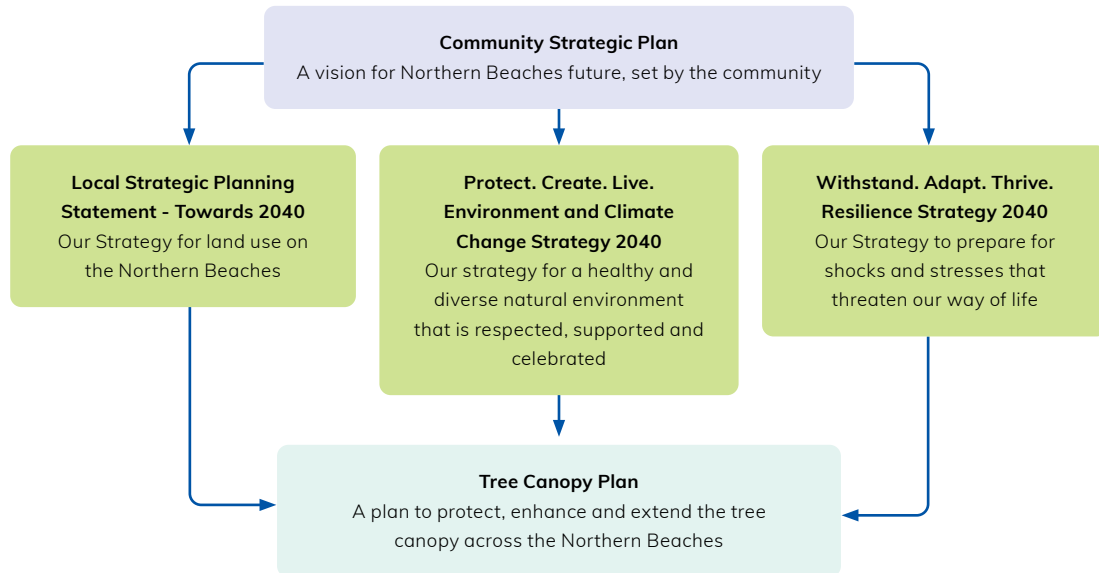 Community Strategic Plan
A vision for Northern Beaches future, set by the community
Local Strategic Planning
Statement - Towards 2040
Our Strategy for land use on
the Northern Beaches
Protect. Create. Live.
Environment and Climate
Change Strategy 2040
Our strategy for a healthy and
diverse natural environment
that is respected, supported and
celebrated
Withstand. Adapt. Thrive.
Resilience Strategy 2040
Our Strategy to prepare for
shocks and stresses that
threaten our way of life
Tree Canopy Plan
A plan to protect, enhance and extend the tree
canopy across the Northern Beaches